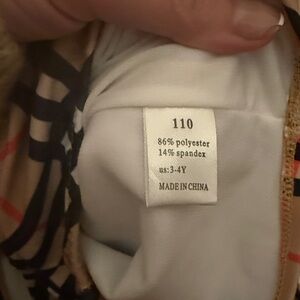 110
86% polyester
14% spandex
us:3-4Y
MADE IN CHINA